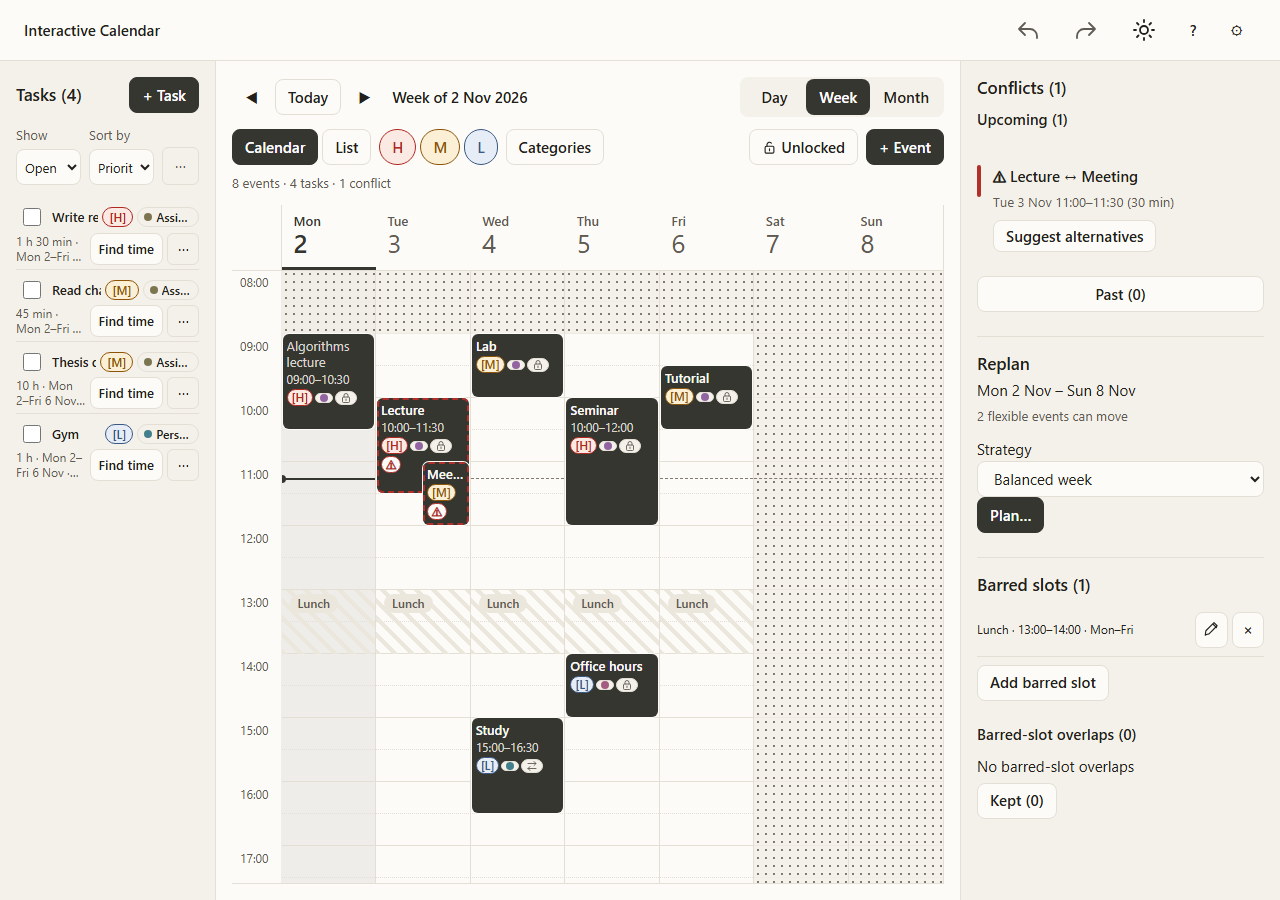 Interactive Calendar
?
Tasks (4)
+ Task
Show
Sort by
Open
Priorit
...
Write re
[H]
Assi...
1 h 30 min ·
Mon 2–Fri ...
Find time
...
Read cha
[M]
Ass...
45 min ·
Mon 2–Fri ...
Find time
...
Thesis c
[M]
Assi...
10 h · Mon
2–Fri 6 Nov...
Find time
...
Gym
[L]
Pers...
1 h · Mon 2–
Fri 6 Nov ·...
Find time
...
◀
Today
▶
Week of 2 Nov 2026
Day
Week
Month
Calendar
List
H
M
L
Categories
Unlocked
+ Event
8 events · 4 tasks · 1 conflict
Mon
2
Tue
3
Wed
4
Thu
5
Fri
6
Sat
7
Sun
8
08:00
09:00
10:00
11:00
12:00
13:00
14:00
15:00
16:00
17:00
Algorithms
lecture
09:00–10:30
[H]
Lecture
10:00–11:30
[H]
Mee...
[M]
Lab
[M]
Study
15:00–16:30
[L]
Seminar
10:00–12:00
[H]
Office hours
[L]
Tutorial
[M]
Lunch
Lunch
Lunch
Lunch
Lunch
Conflicts (1)
Upcoming (1)
⚠ Lecture ↔ Meeting
Tue 3 Nov 11:00–11:30 (30 min)
Suggest alternatives
Past (0)
Replan
Mon 2 Nov – Sun 8 Nov
2 flexible events can move
Strategy
Balanced week
Plan...
Barred slots (1)
Lunch · 13:00–14:00 · Mon–Fri
×
Add barred slot
Barred-slot overlaps (0)
No barred-slot overlaps
Kept (0)